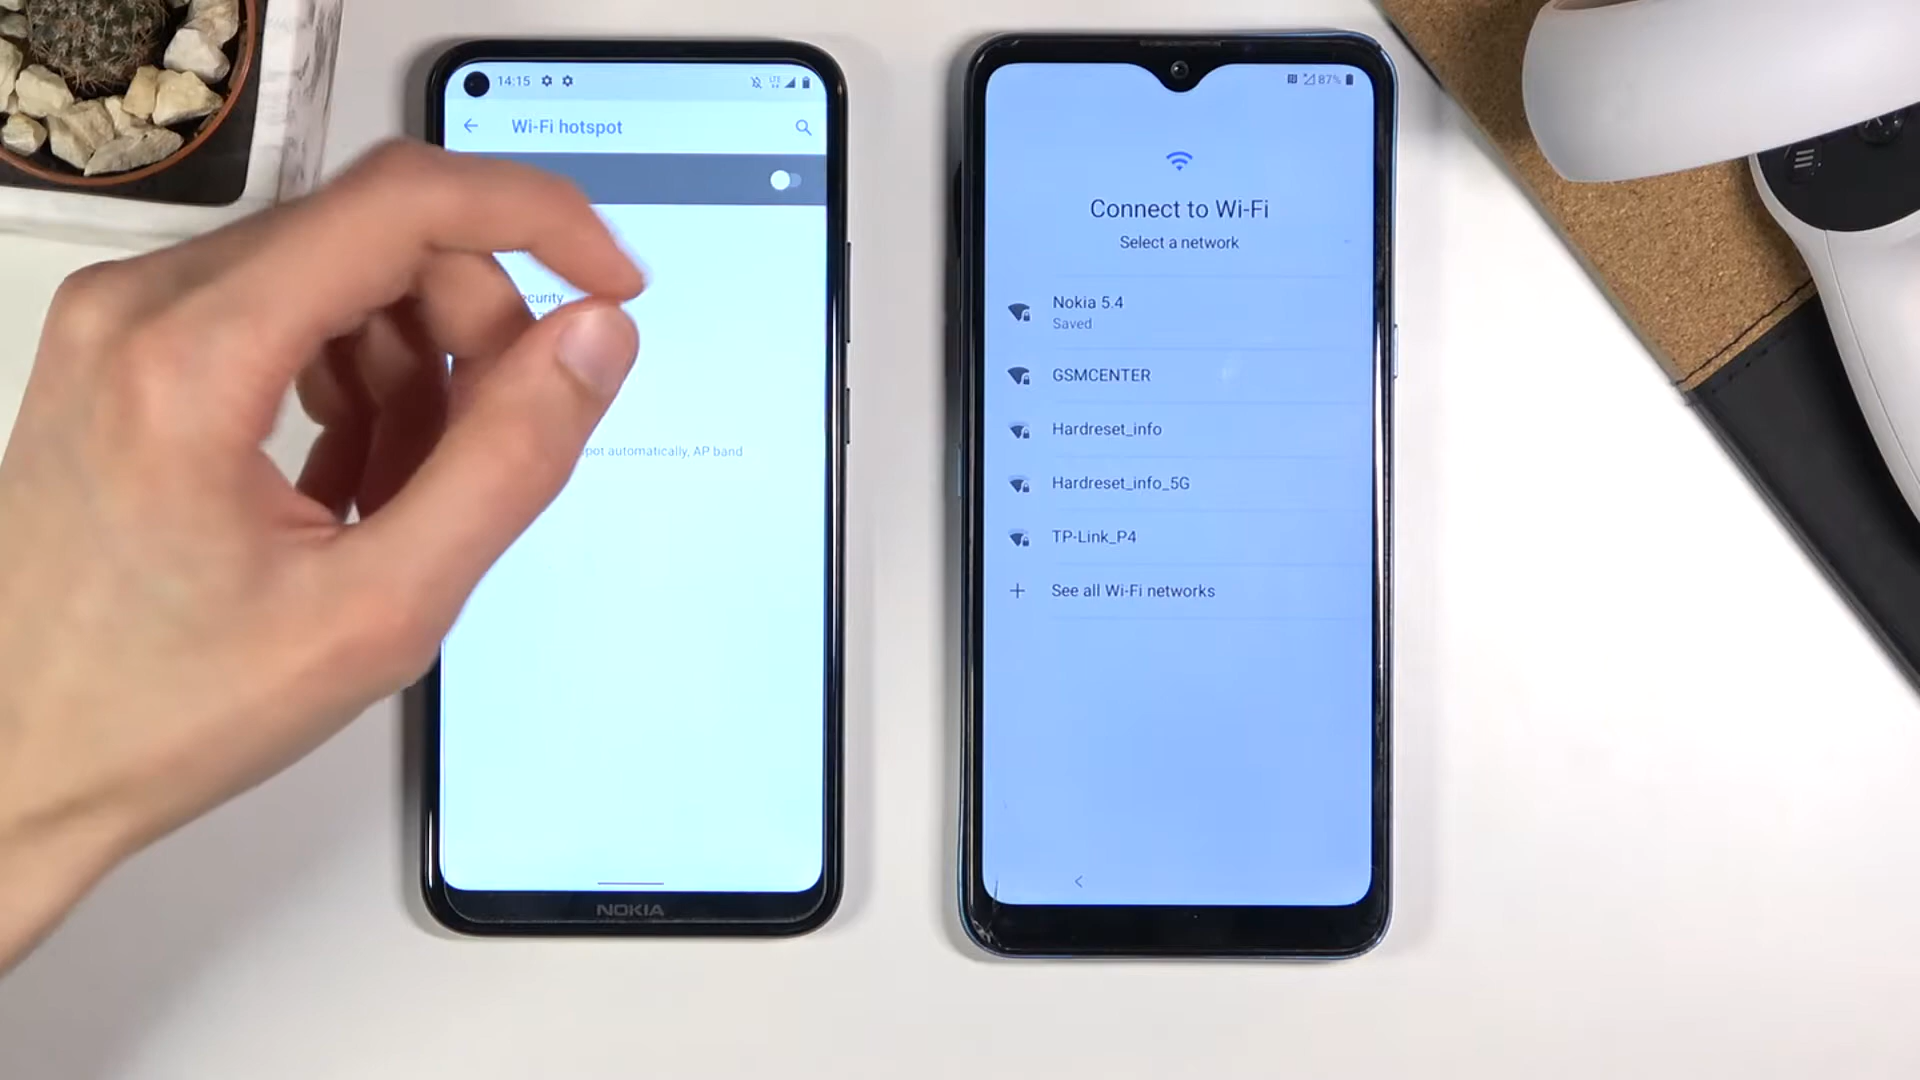 14:15
Wi-Fi hotspot
ecurity
pot automatically, AP band
NOKIA
87%
Connect to Wi-Fi
Select a network
Nokia 5.4
Saved
GSMCENTER
Hardreset_info
Hardreset_info_5G
TP-Link_P4
+ See all Wi-Fi networks